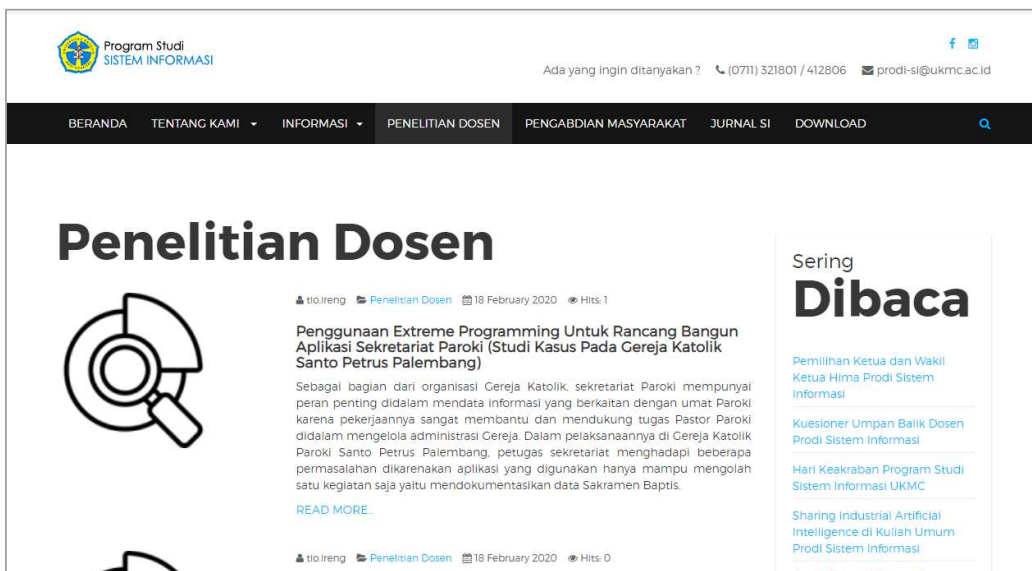 Program Studi
SISTEM INFORMASI
Ada yang ingin ditanyakan ? (0711) 321801 / 412806 prodi-si@ukmc.ac.id
BERANDA TENTANG KAMI INFORMASI PENELITIAN DOSEN PENGABDIAN MASYARAKAT JURNAL SI DOWNLOAD
Penelitian Dosen
tio.ireng Penelitian Dosen 18 February 2020 Hits: 1
Penggunaan Extreme Programming Untuk Rancang Bangun
Aplikasi Sekretariat Paroki (Studi Kasus Pada Gereja Katolik
Santo Petrus Palembang)
Sebagai bagian dari organisasi Gereja Katolik, sekretariat Paroki mempunyai
peran penting didalam mendata informasi yang berkaitan dengan umat Paroki
karena pekerjaannya sangat membantu dan mendukung tugas Pastor Paroki
didalam mengelola administrasi Gereja. Dalam pelaksanaannya di Gereja Katolik
Paroki Santo Petrus Palembang, petugas sekretariat menghadapi beberapa
permasalahan dikarenakan aplikasi yang digunakan hanya mampu mengolah
satu kegiatan saja yaitu mendokumentasikan data Sakramen Baptis.
READ MORE..
tio.ireng Penelitian Dosen 18 February 2020 Hits: 0
Sering
Dibaca
Pemilihan Ketua dan Wakil
Ketua Hima Prodi Sistem
Informasi
Kuesioner Umpan Balik Dosen
Prodi Sistem Informasi
Hari Keakraban Program Studi
Sistem Informasi UKMC
Sharing Industrial Artificial
Intelligence di Kuliah Umum
Prodi Sistem Informasi